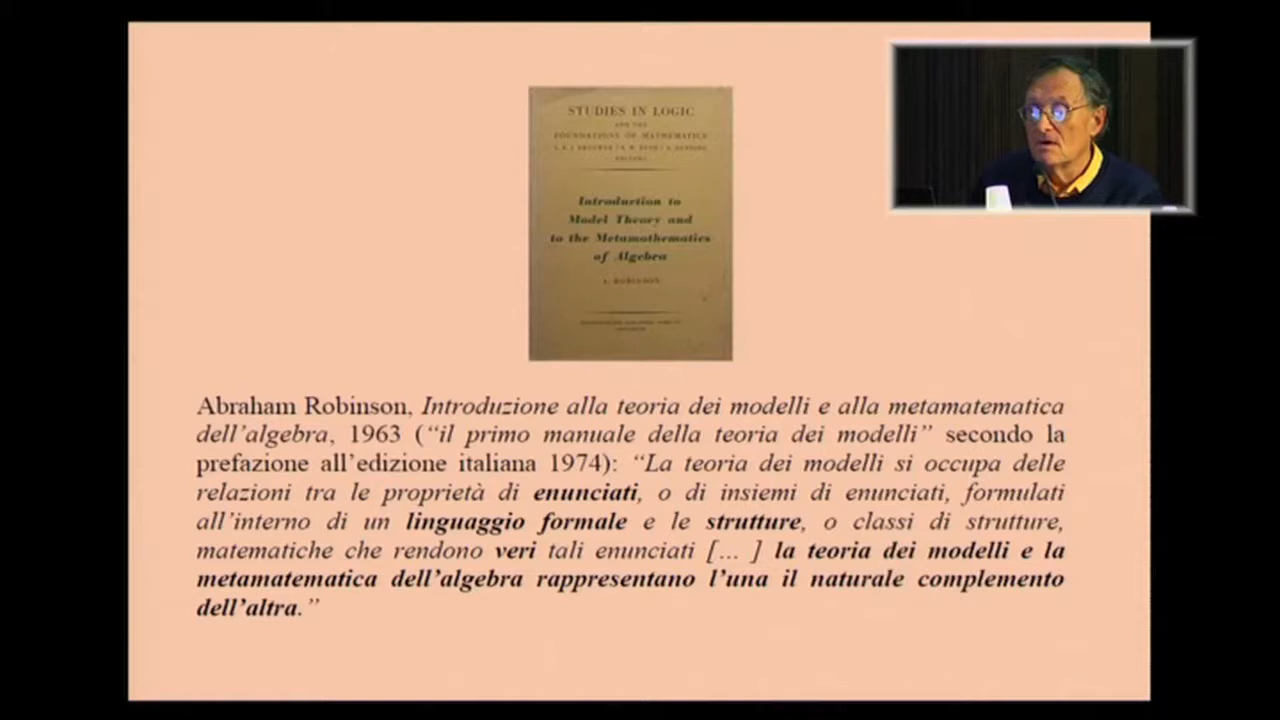 STUDIES IN LOGIC
AND THE
FOUNDATIONS OF MATHEMATICS
EDITORS
Introduction to
Model Theory and
to the Metamathematics
of Algebra
A. ROBINSON
Abraham Robinson, Introduzione alla teoria dei modelli e alla metamatematica
dell’algebra, 1963 (“il primo manuale della teoria dei modelli” secondo la
prefazione all’edizione italiana 1974): “La teoria dei modelli si occupa delle
relazioni tra le proprietà di enunciati, o di insiemi di enunciati, formulati
all’interno di un linguaggio formale e le strutture, o classi di strutture,
matematiche che rendono veri tali enunciati [… ] la teoria dei modelli e la
metamatematica dell’algebra rappresentano l’una il naturale complemento
dell’altra.”